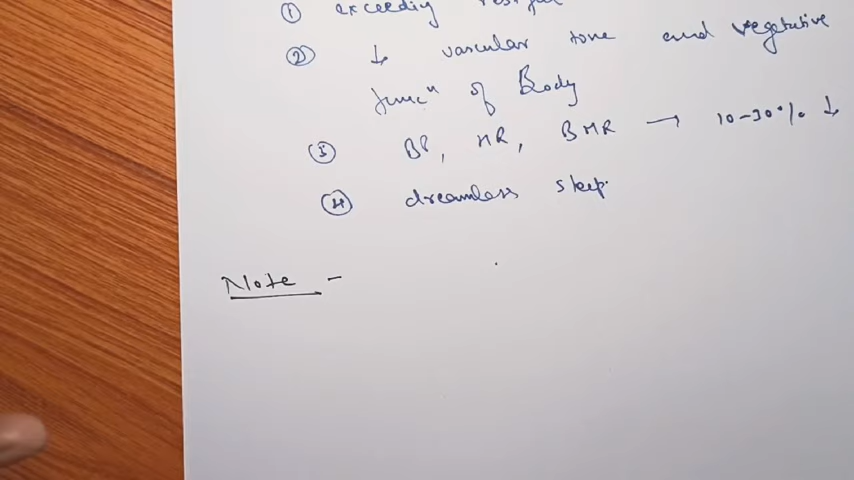 ① exceeding restful
② ↓ vascular tone and vegetative
funcⁿ of Body
③ BP, HR, BMR → 10-30% ↓
④ dreamless sleep.
Note -